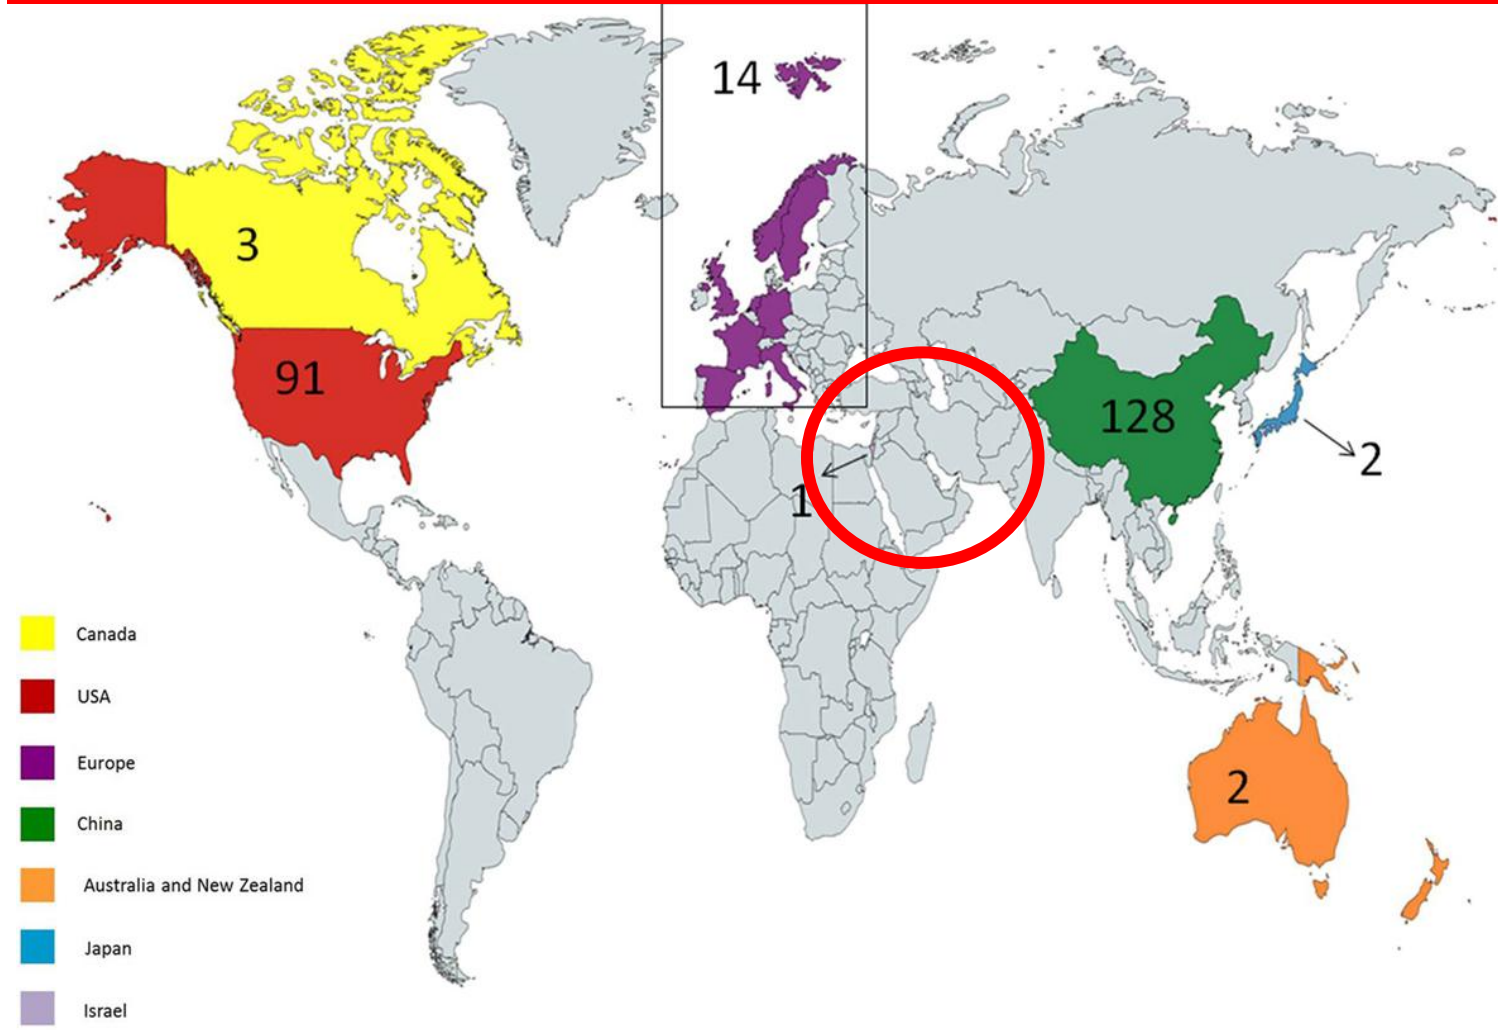 14
3
91
128
2
1
2
Canada
USA
Europe
China
Australia and New Zealand
Japan
Israel